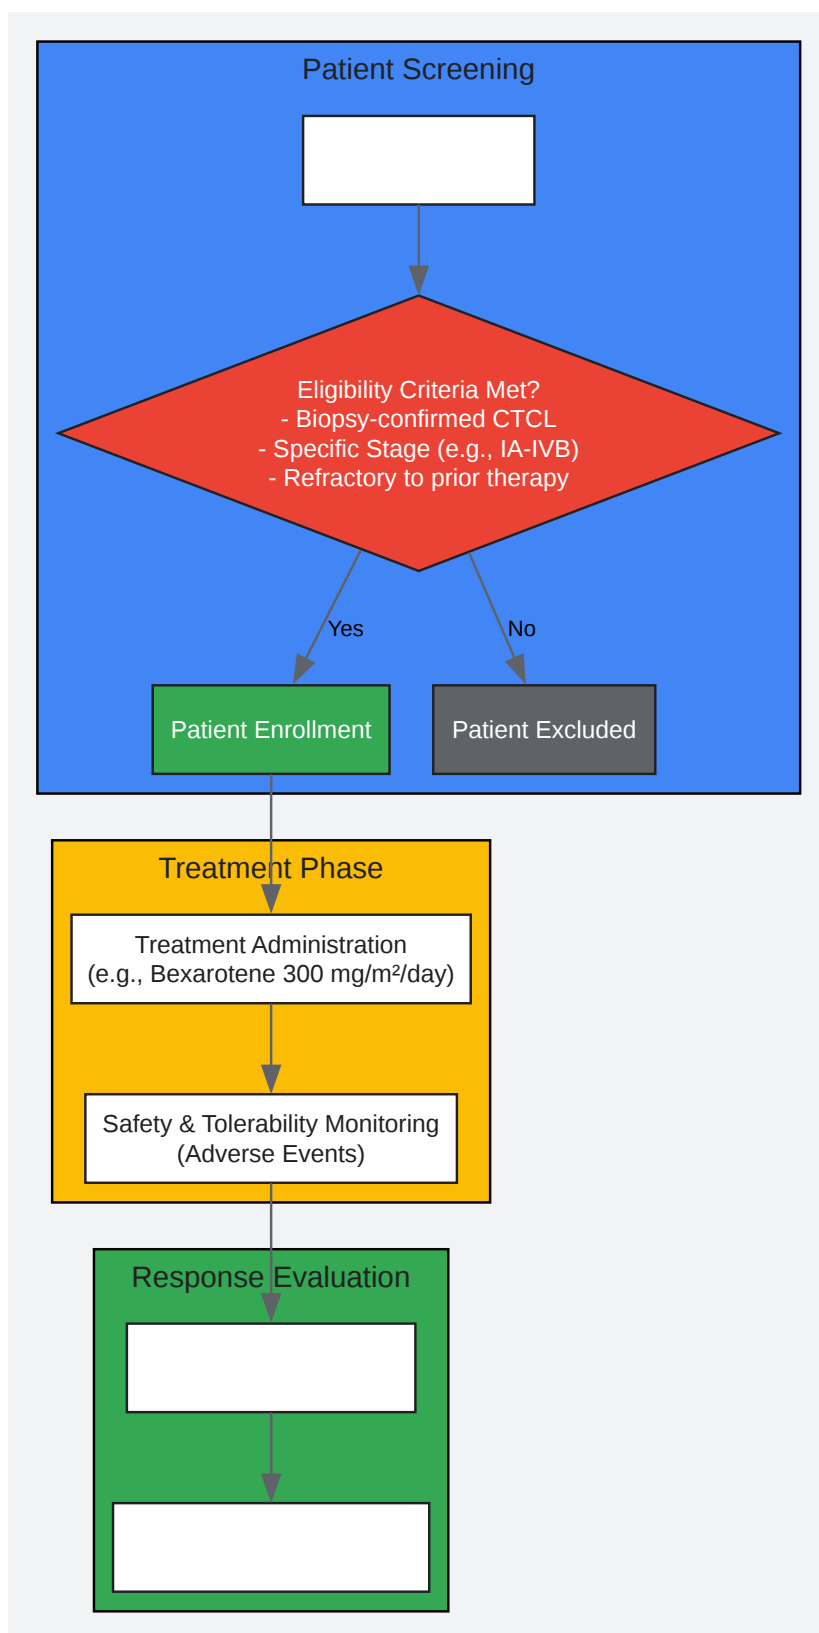 Patient Screening
Eligibility Criteria Met?
- Biopsy-confirmed CTCL
- Specific Stage (e.g., IA-IVB)
- Refractory to prior therapy
Yes
No
Patient Enrollment
Patient Excluded
Treatment Phase
Treatment Administration
(e.g., Bexarotene 300 mg/m²/day)
Safety & Tolerability Monitoring
(Adverse Events)
Response Evaluation